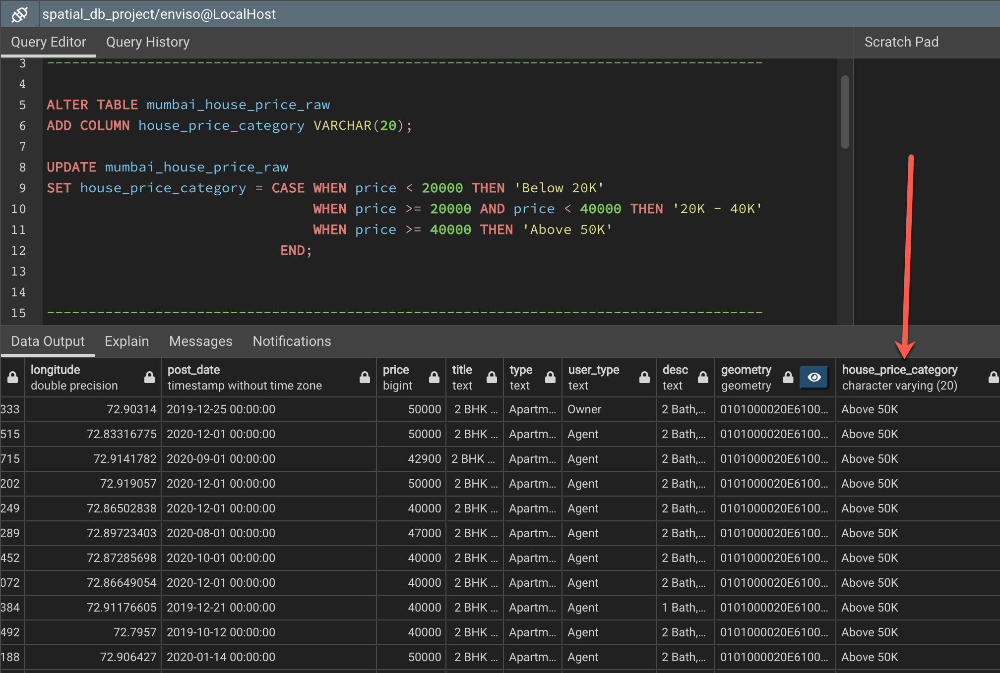 spatial_db_project/enviso@LocalHost
Query Editor Query History Scratch Pad
3 --------------------------------------------------------------------------------------
4
5 ALTER TABLE mumbai_house_price_raw
6 ADD COLUMN house_price_category VARCHAR(20);
7
8 UPDATE mumbai_house_price_raw
9 SET house_price_category = CASE WHEN price < 20000 THEN 'Below 20K'
10 WHEN price >= 20000 AND price < 40000 THEN '20K - 40K'
11 WHEN price >= 40000 THEN 'Above 50K'
12 END;
13
14
15 --------------------------------------------------------------------------------------
Data Output Explain Messages Notifications
longitude post_date price title type user_type desc geometry house_price_category
double precision timestamp without time zone bigint text text text text geometry character varying (20)
333 72.90314 2019-12-25 00:00:00 50000 2 BHK ... Apartm... Owner 2 Bath,... 0101000020E6100... Above 50K
515 72.83316775 2020-12-01 00:00:00 50000 2 BHK ... Apartm... Agent 2 Bath,... 0101000020E6100... Above 50K
715 72.9141782 2020-09-01 00:00:00 42900 2 BHK ... Apartm... Agent 2 Bath,... 0101000020E6100... Above 50K
202 72.919057 2020-12-01 00:00:00 50000 2 BHK ... Apartm... Agent 2 Bath,... 0101000020E6100... Above 50K
249 72.86502838 2020-12-01 00:00:00 40000 2 BHK ... Apartm... Agent 2 Bath,... 0101000020E6100... Above 50K
289 72.89723403 2020-08-01 00:00:00 47000 2 BHK ... Apartm... Agent 2 Bath,... 0101000020E6100... Above 50K
452 72.87285698 2020-10-01 00:00:00 40000 2 BHK ... Apartm... Agent 2 Bath,... 0101000020E6100... Above 50K
072 72.86649054 2020-12-01 00:00:00 40000 2 BHK ... Apartm... Agent 2 Bath,... 0101000020E6100... Above 50K
384 72.91176605 2019-12-21 00:00:00 40000 2 BHK ... Apartm... Agent 1 Bath,... 0101000020E6100... Above 50K
492 72.7957 2019-10-12 00:00:00 40000 2 BHK ... Apartm... Agent 2 Bath,... 0101000020E6100... Above 50K
188 72.906427 2020-01-14 00:00:00 50000 2 BHK ... Apartm... Agent 2 Bath,... 0101000020E6100... Above 50K